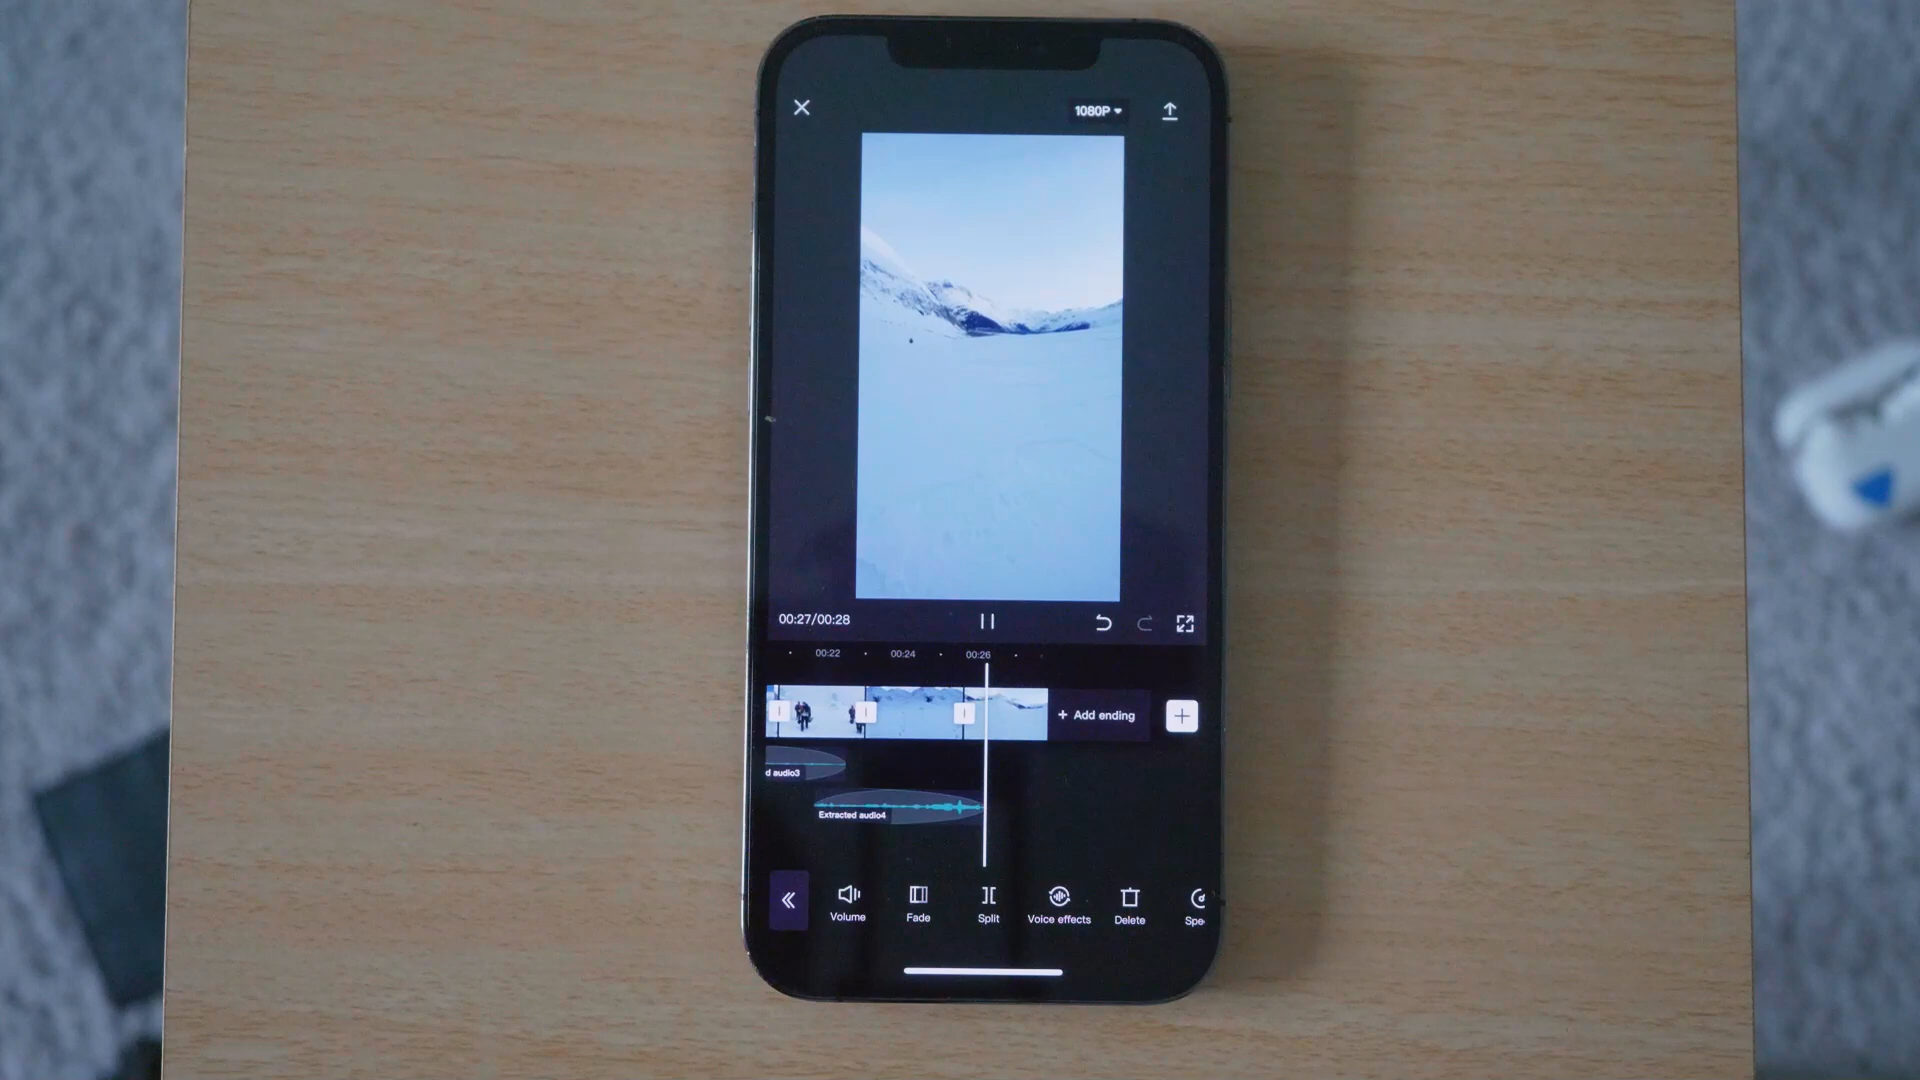 1080P
00:27/00:28
00:22 00:24 00:26
+ Add ending
d audio3
Extracted audio4
Volume Fade Split Voice effects Delete Spe